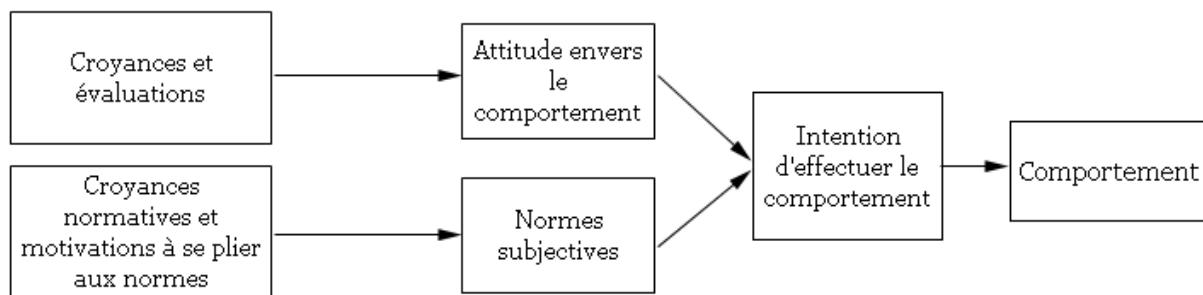 Croyances et
évaluations
Attitude envers
le
comportement
Croyances
normatives et
motivations à se plier
aux normes
Normes
subjectives
Intention
d'effectuer le
comportement
Comportement